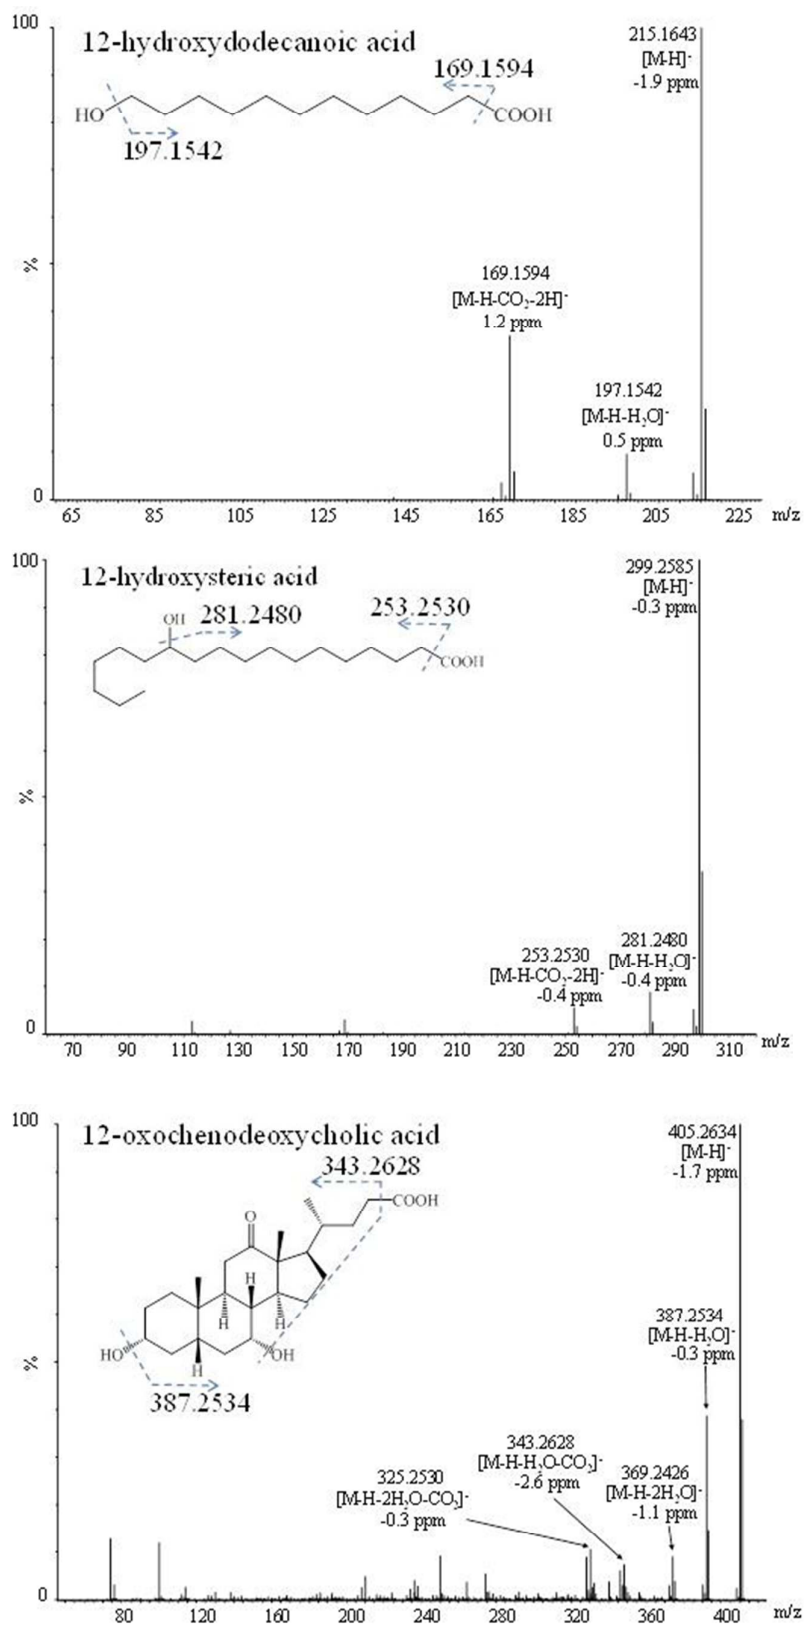 100
12-hydroxydodecanoic acid
215.1643
[M-H]-
-1.9 ppm
169.1594
HO
COOH
197.1542
%
169.1594
[M-H-CO2-2H]-
1.2 ppm
197.1542
[M-H-H2O]-
0.5 ppm
0
65 85 105 125 145 165 185 205 225 m/z
100
12-hydroxysteric acid
299.2585
[M-H]-
-0.3 ppm
OH
281.2480
253.2530
COOH
%
253.2530
[M-H-CO2-2H]-
-0.4 ppm
281.2480
[M-H-H2O]-
-0.4 ppm
0
70 90 110 130 150 170 190 210 230 250 270 290 310 m/z
100
12-oxochenodeoxycholic acid
405.2634
[M-H]-
-1.7 ppm
343.2628
COOH
O
H
H
H
HO
OH
H
387.2534
%
387.2534
[M-H-H2O]-
-0.3 ppm
343.2628
[M-H-H2O-CO2]-
-2.6 ppm
325.2530
[M-H-2H2O-CO2]-
-0.3 ppm
369.2426
[M-H-2H2O]-
-1.1 ppm
0
80 120 160 200 240 280 320 360 400 m/z